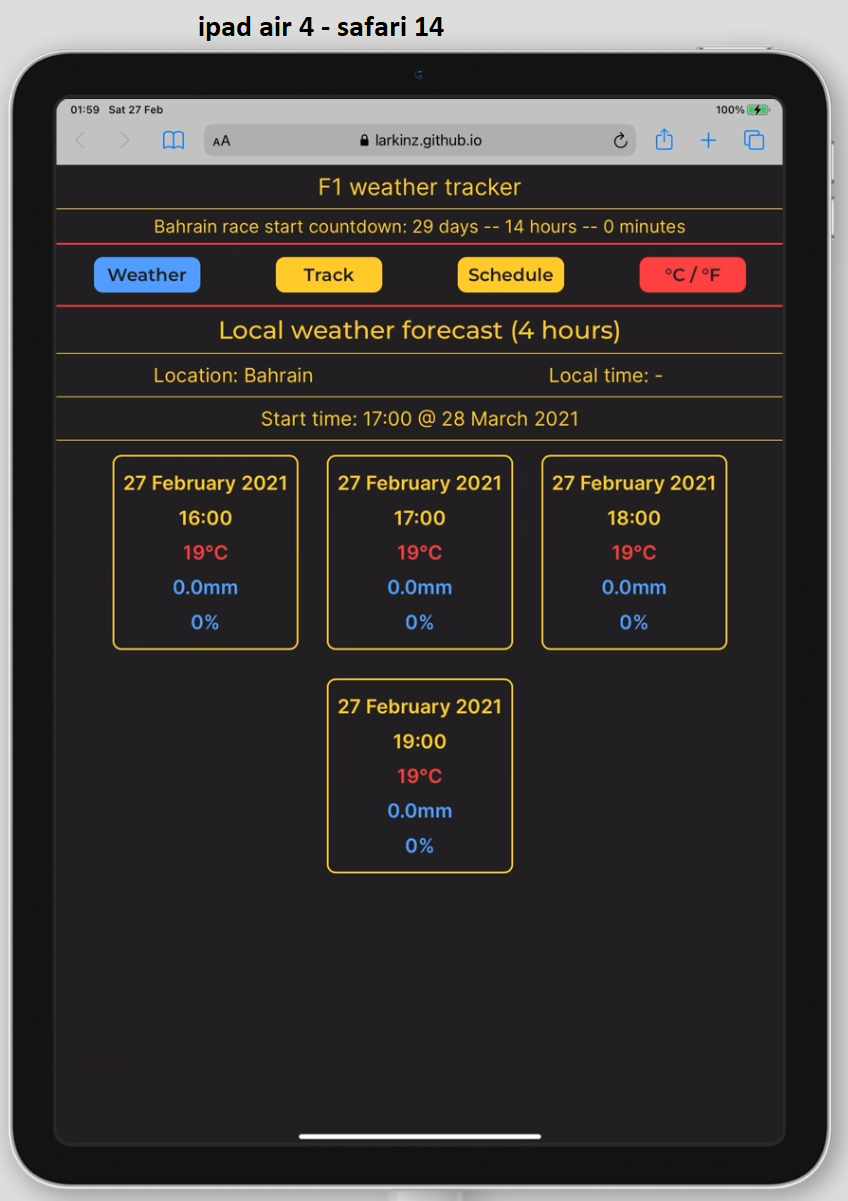 ipad air 4 - safari 14
01:59 Sat 27 Feb 100%
AA larkinz.github.io
F1 weather tracker
Bahrain race start countdown: 29 days -- 14 hours -- 0 minutes
Weather Track Schedule °C / °F
Local weather forecast (4 hours)
Location: Bahrain Local time: -
Start time: 17:00 @ 28 March 2021
27 February 2021 27 February 2021 27 February 2021
16:00 17:00 18:00
19°C 19°C 19°C
0.0mm 0.0mm 0.0mm
0% 0% 0%
27 February 2021
19:00
19°C
0.0mm
0%